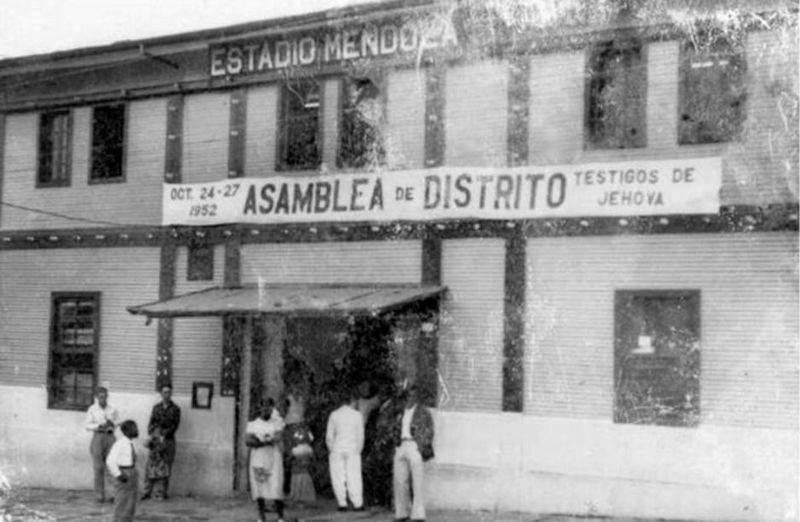 ESTADIO MENDOZA
OCT. 24-27
1952
ASAMBLEA DE DISTRITO
TESTIGOS DE
JEHOVA